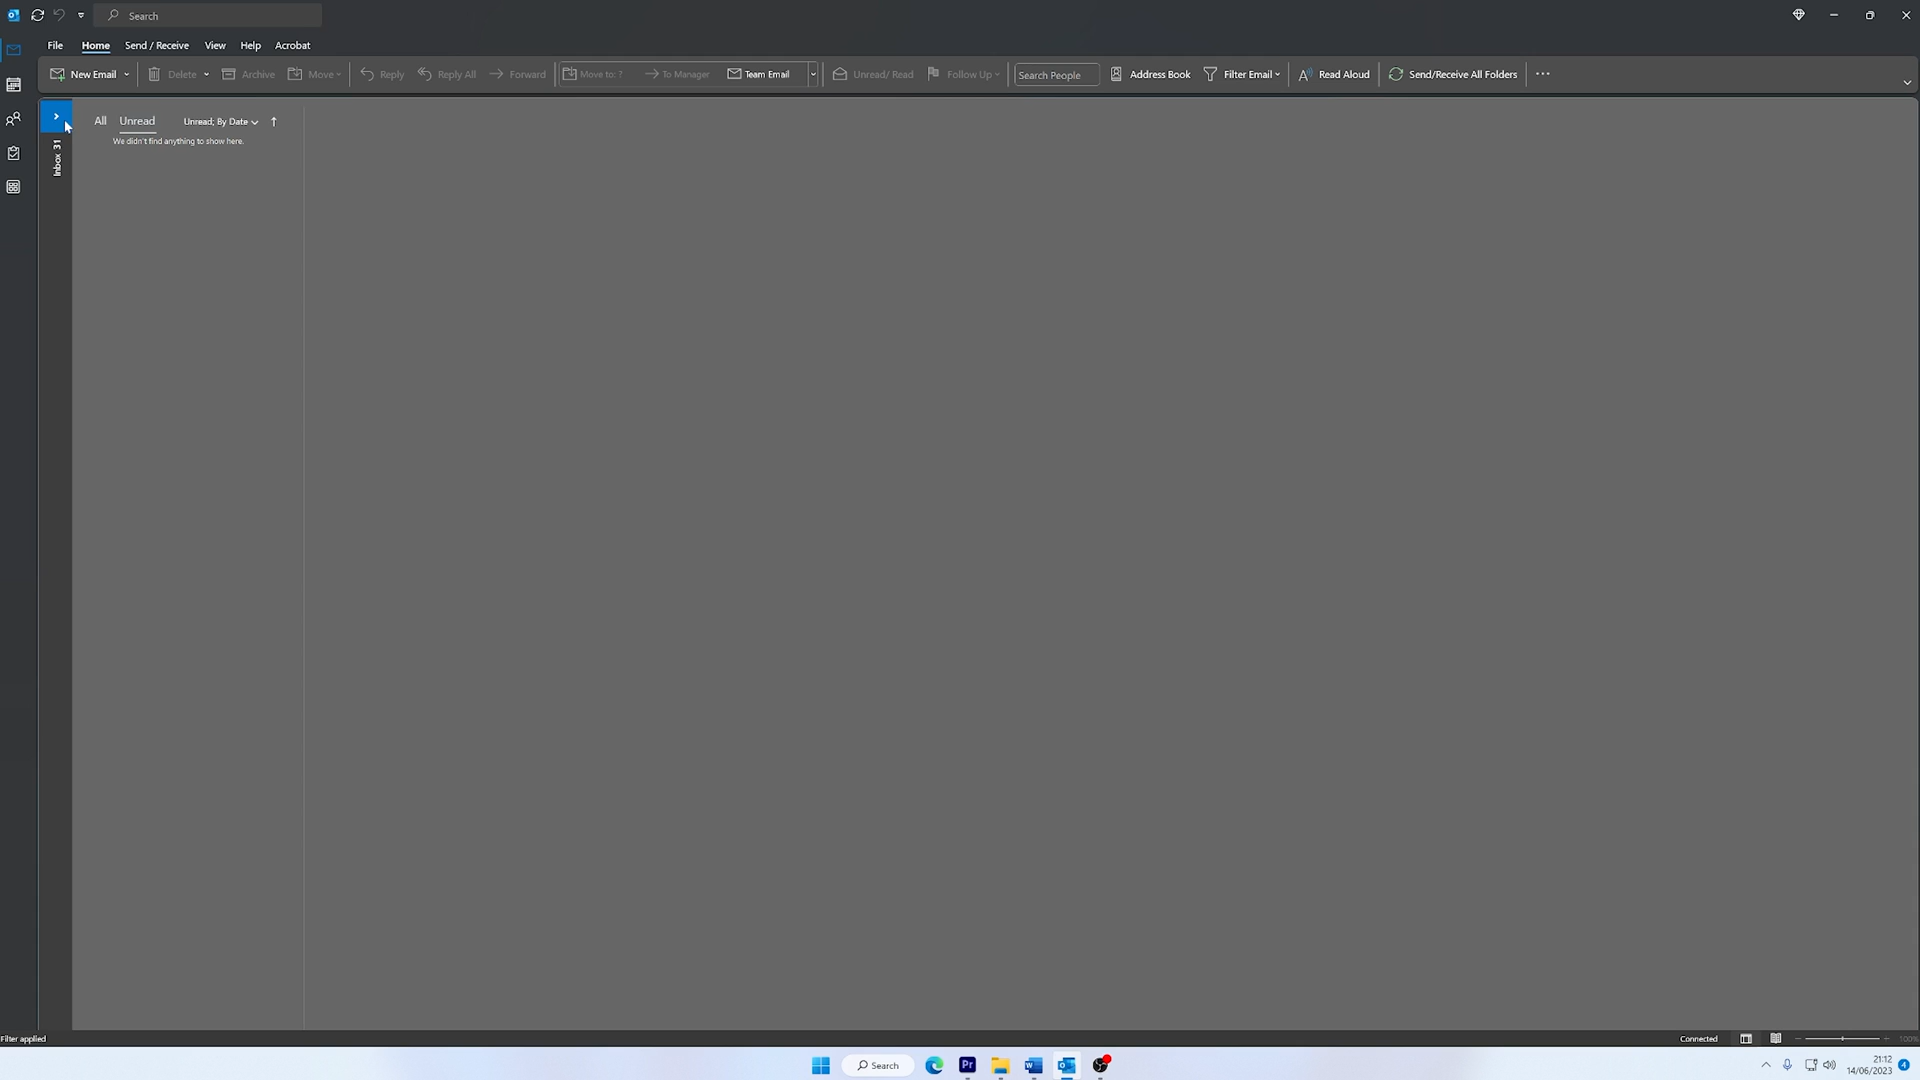 Search
File Home Send / Receive View Help Acrobat
New Email Delete Archive Move Reply Reply All Forward Move to: ? To Manager Team Email Unread/ Read Follow Up Search People Address Book Filter Email Read Aloud Send/Receive All Folders
All Unread Unread; By Date
We didn't find anything to show here.
Inbox 31
Filter applied Connected 100%
Search Pr 21:12
14/06/2023 4